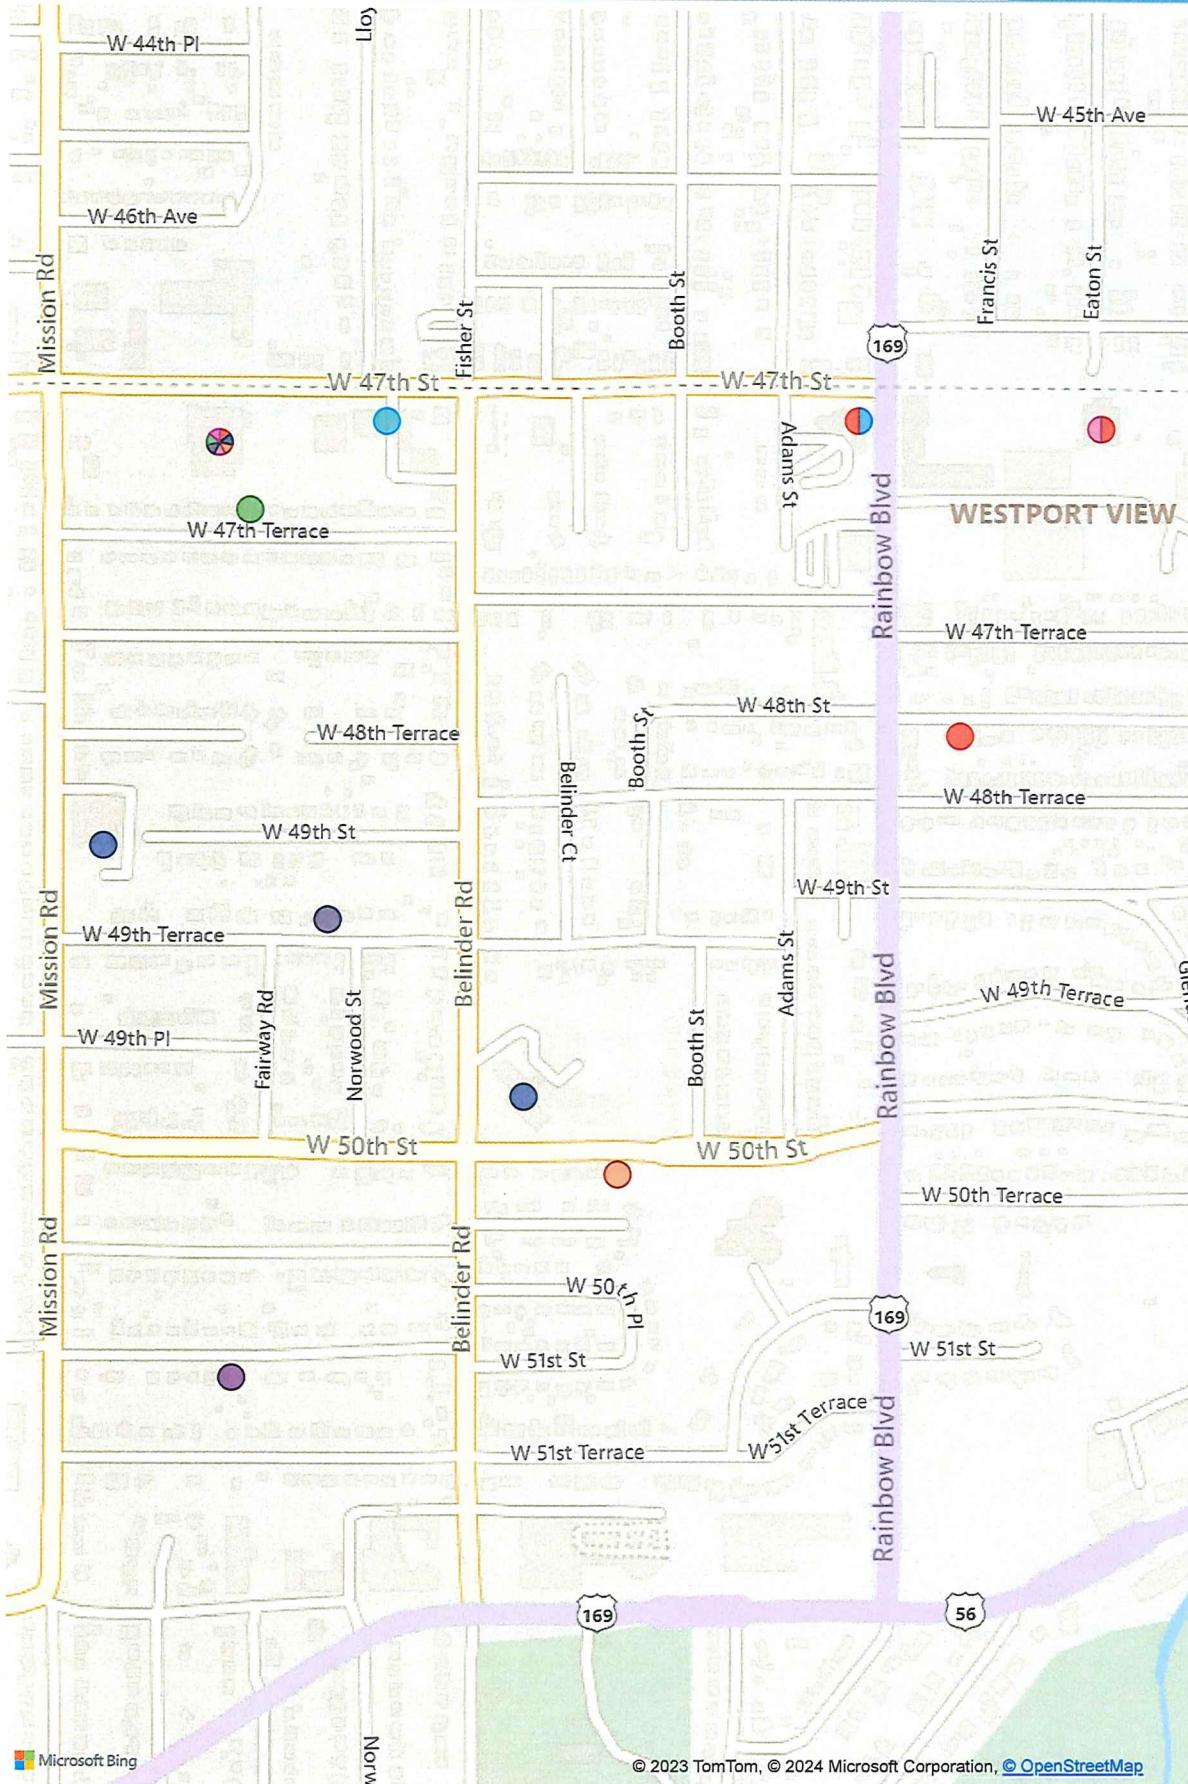 Lloy
W 44th Pl
W 45th Ave
W 46th Ave
Mission Rd
Fisher St
Booth St
Francis St
Eaton St
169
W 47th St
W 47th St
Adams St
Rainbow Blvd
WESTPORT VIEW
W 47th Terrace
W 47th Terrace
W 48th St
Booth St
W 48th Terrace
Belinder Ct
W 48th Terrace
W 49th St
W 49th St
Mission Rd
Belinder Rd
W 49th Terrace
Adams St
Rainbow Blvd
W 49th Terrace
Fairway Rd
Norwood St
Booth St
W 49th Pl
W 50th St
W 50th St
W 50th Terrace
Mission Rd
Belinder Rd
W 50th Pl
169
W 51st St
W 51st St
W 51st Terrace
W 51st Terrace
Rainbow Blvd
169
56
Norw
Microsoft Bing
© 2023 TomTom, © 2024 Microsoft Corporation, © OpenStreetMap